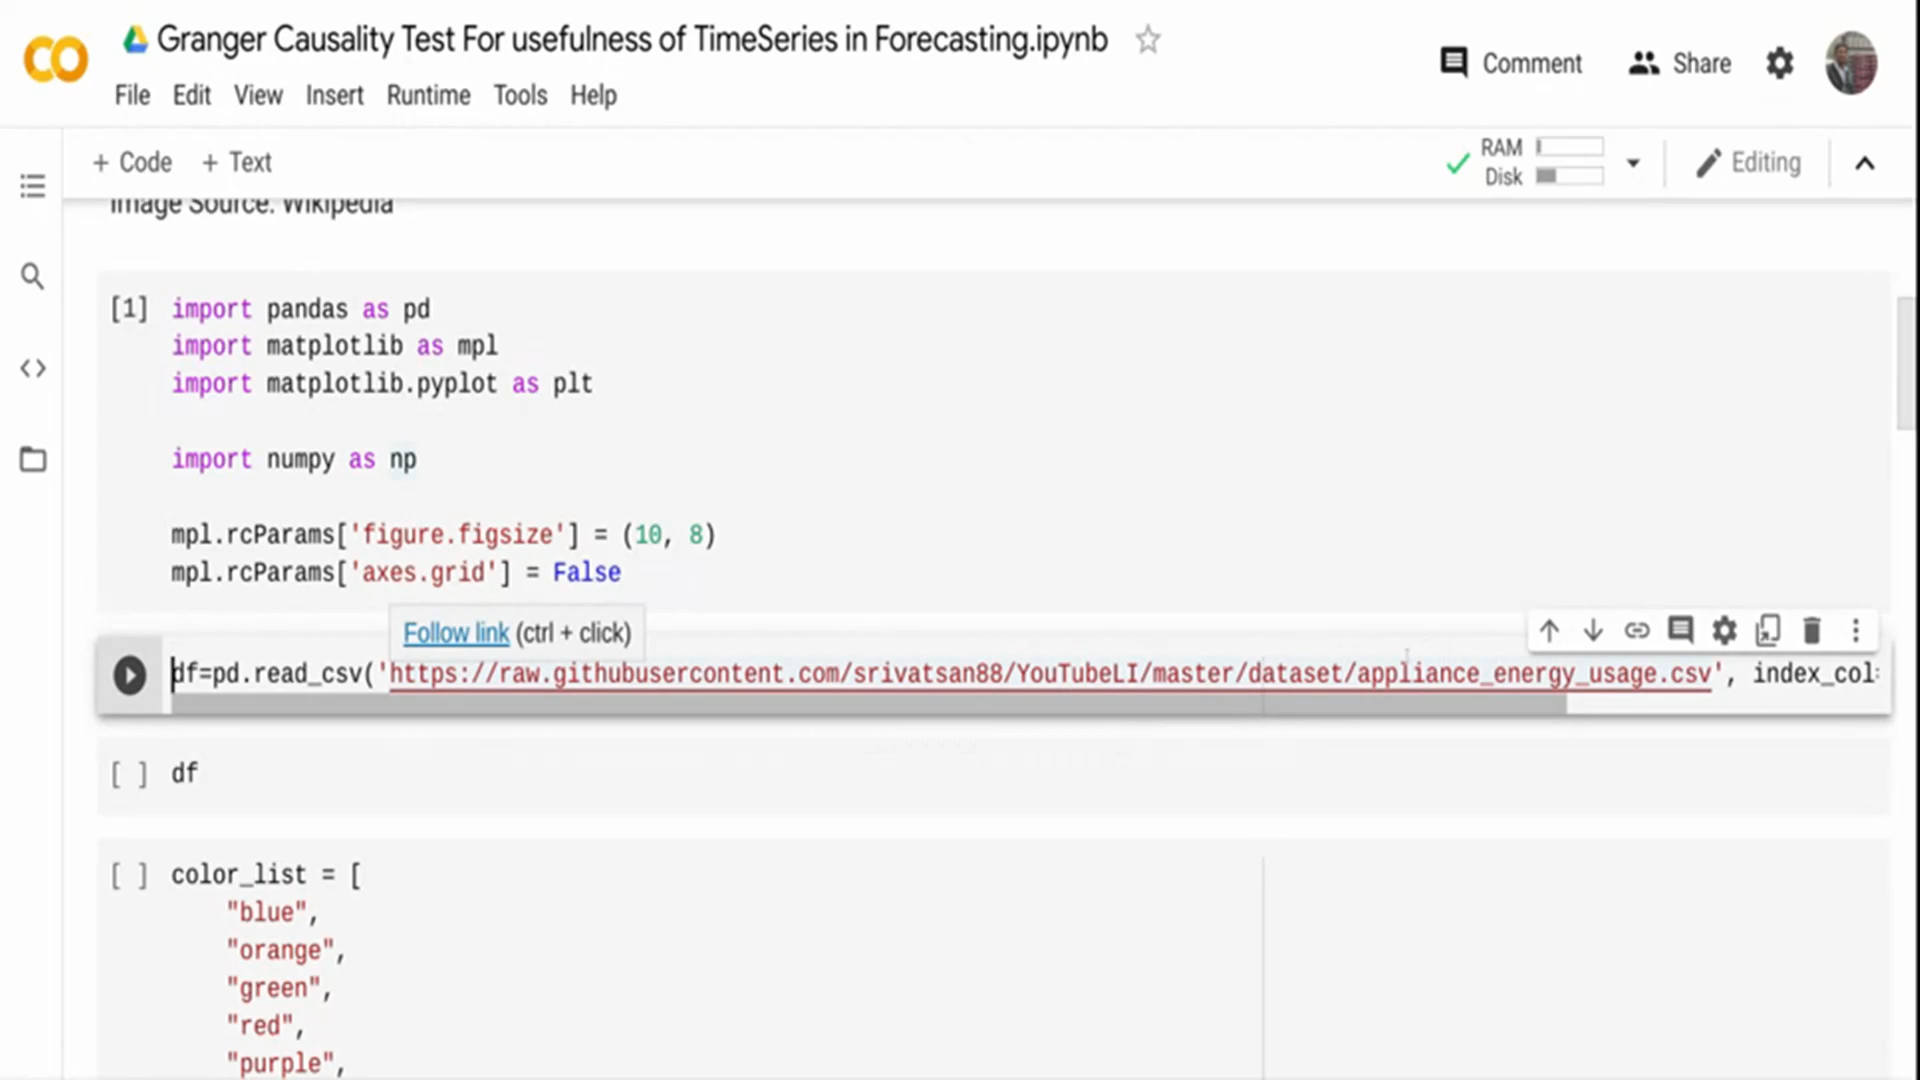 Granger Causality Test For usefulness of TimeSeries in Forecasting.ipynb
File Edit View Insert Runtime Tools Help
Comment Share
+ Code + Text
RAM
Disk
Editing
Image Source: Wikipedia
[1] import pandas as pd
import matplotlib as mpl
import matplotlib.pyplot as plt
import numpy as np
mpl.rcParams['figure.figsize'] = (10, 8)
mpl.rcParams['axes.grid'] = False
Follow link (ctrl + click)
df=pd.read_csv('https://raw.githubusercontent.com/srivatsan88/YouTubeLI/master/dataset/appliance_energy_usage.csv', index_col=
[ ] df
[ ] color_list = [
"blue",
"orange",
"green",
"red",
"purple",